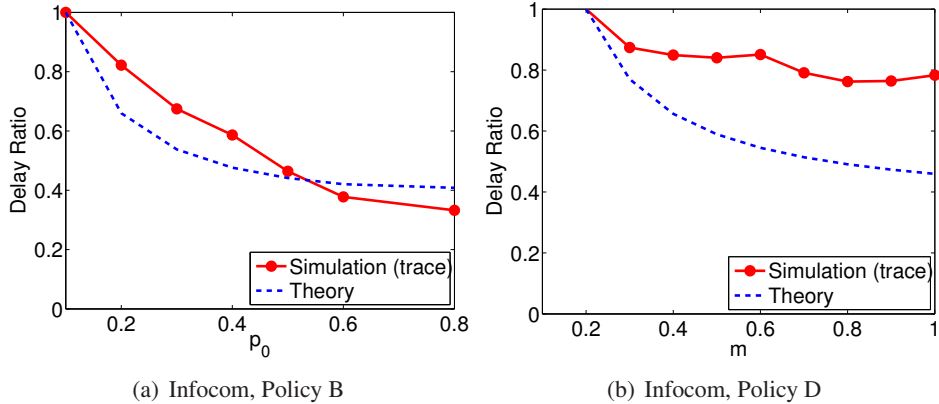 1
0.8
0.6
0.4
0.2
0
Delay Ratio
0.2 0.4 0.6 0.8
p0
Simulation (trace)
Theory
(a) Infocom, Policy B
1
0.8
0.6
0.4
0.2
0
Delay Ratio
0.2 0.4 0.6 0.8 1
m
Simulation (trace)
Theory
(b) Infocom, Policy D